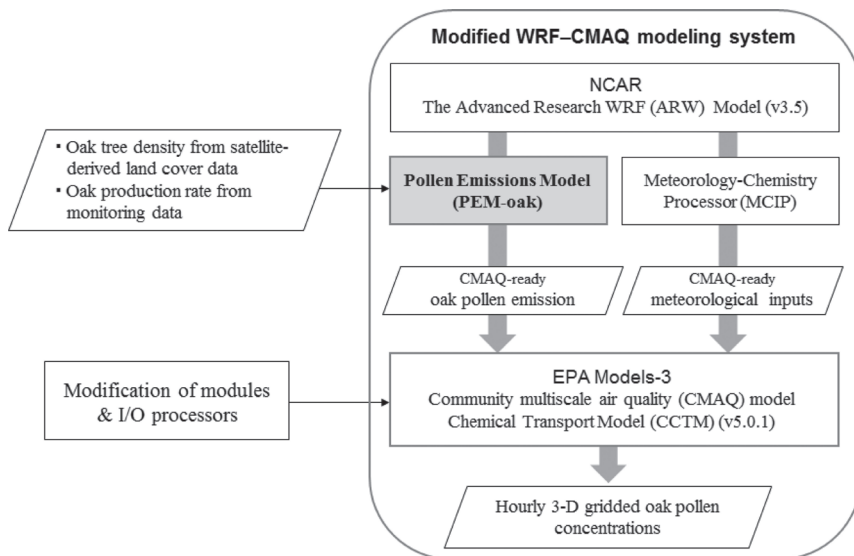 Modified WRF–CMAQ modeling system
NCAR
The Advanced Research WRF (ARW) Model (v3.5)
▪ Oak tree density from satellite-
derived land cover data
▪ Oak production rate from
monitoring data
Pollen Emissions Model
(PEM-oak)
Meteorology-Chemistry
Processor (MCIP)
CMAQ-ready
oak pollen emission
CMAQ-ready
meteorological inputs
Modification of modules
& I/O processors
EPA Models-3
Community multiscale air quality (CMAQ) model
Chemical Transport Model (CCTM) (v5.0.1)
Hourly 3-D gridded oak pollen
concentrations